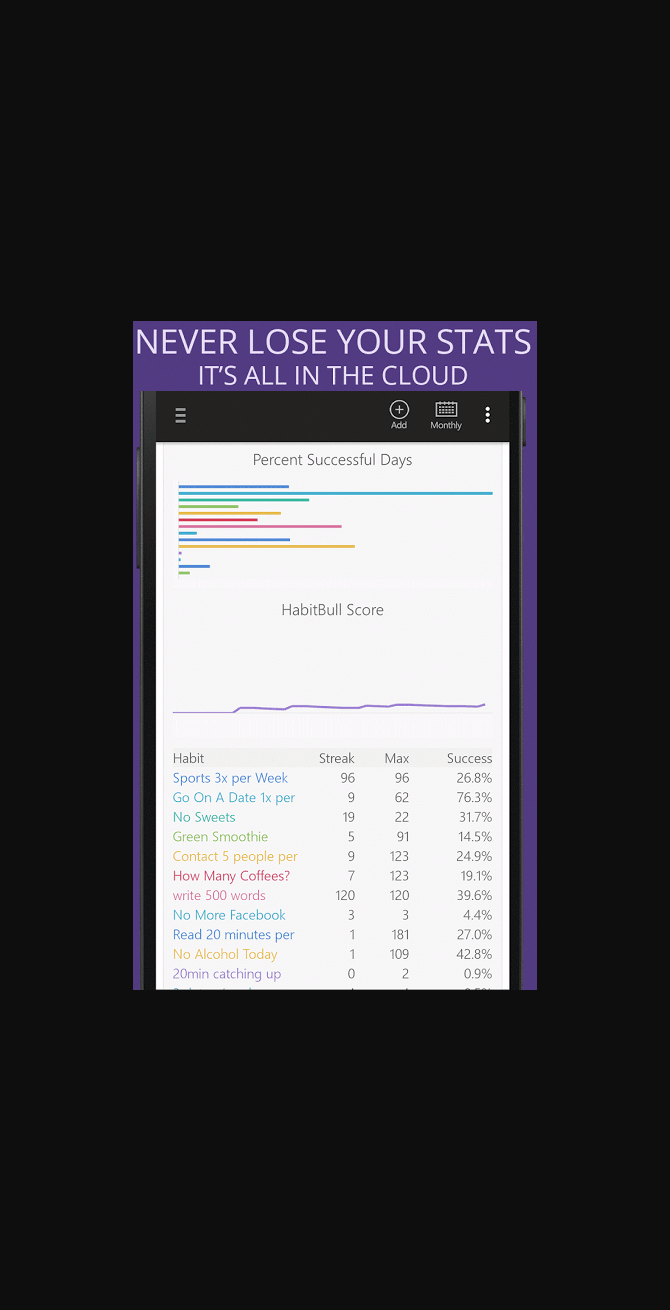 NEVER LOSE YOUR STATS
IT'S ALL IN THE CLOUD
Add
Monthly
Percent Successful Days
HabitBull Score
Habit Streak Max Success
Sports 3x per Week 96 96 26.8%
Go On A Date 1x per 9 62 76.3%
No Sweets 19 22 31.7%
Green Smoothie 5 91 14.5%
Contact 5 people per 9 123 24.9%
How Many Coffees? 7 123 19.1%
write 500 words 120 120 39.6%
No More Facebook 3 3 4.4%
Read 20 minutes per 1 181 27.0%
No Alcohol Today 1 109 42.8%
20min catching up 0 2 0.9%